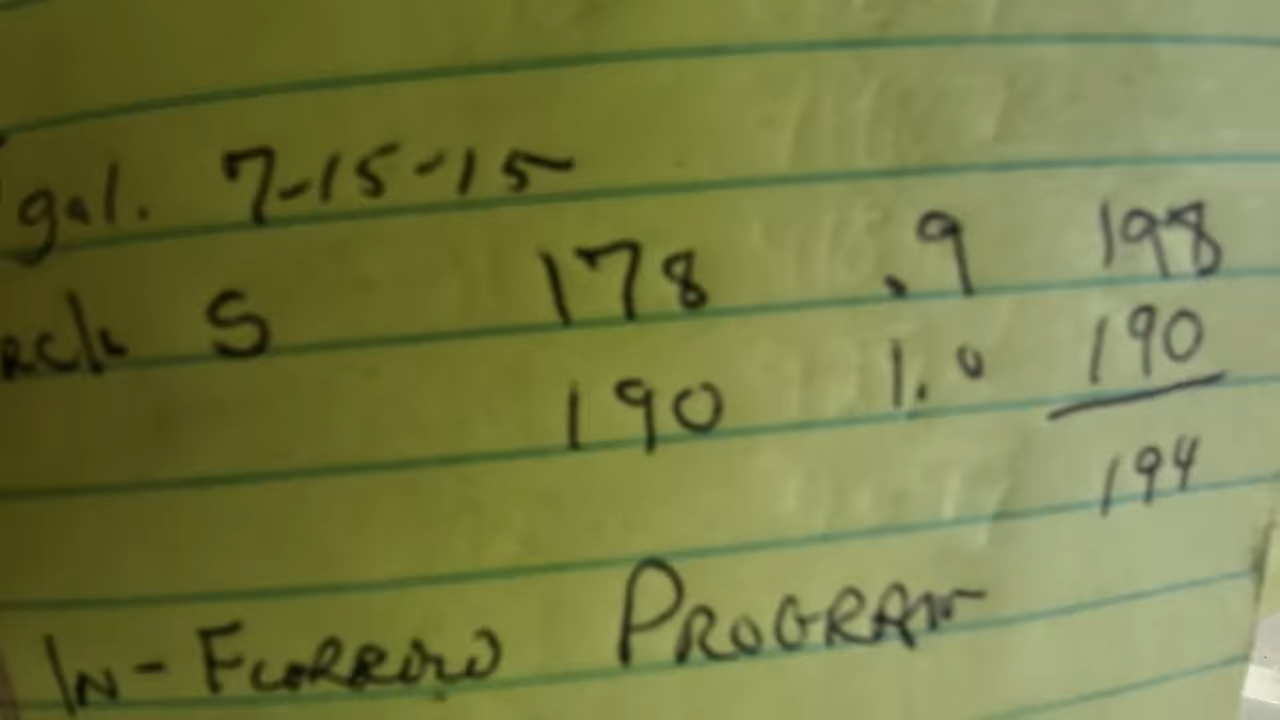 gal. 7-15-15
S 178 .9 198
190 1.0 190
194
In-Furrow Program